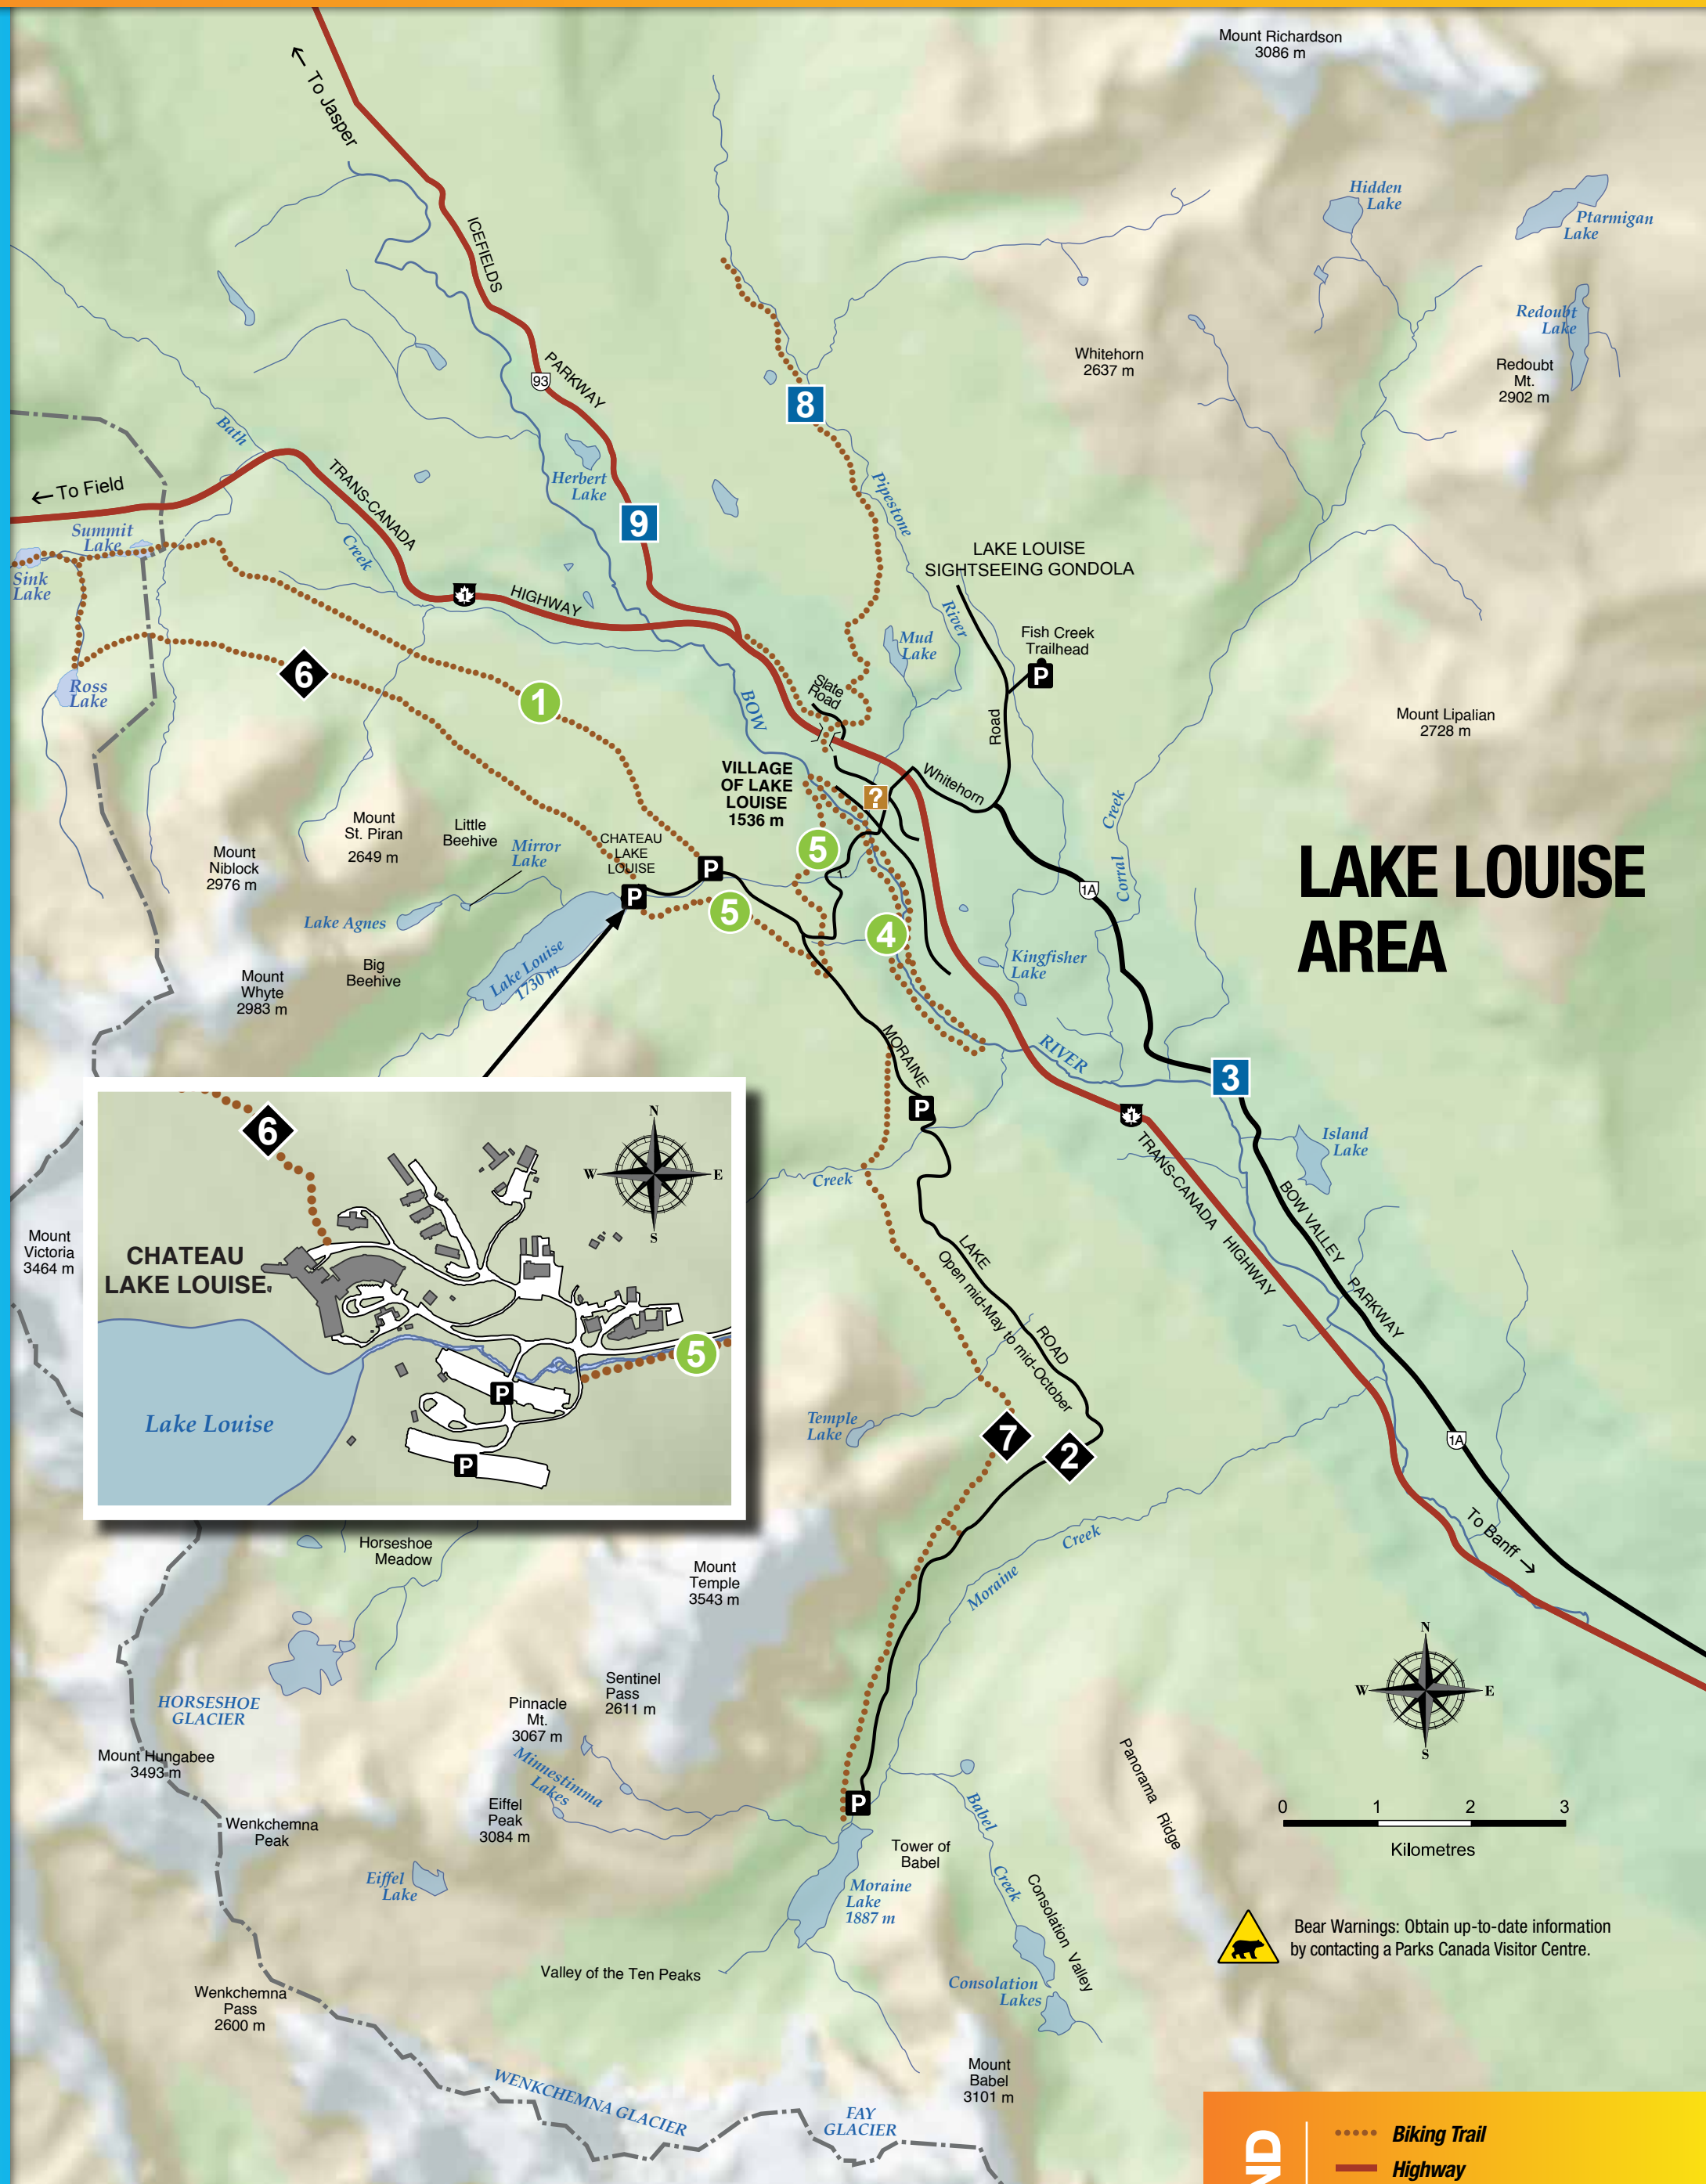 Mount Richardson
3086 m
← To Jasper
Hidden
Lake
Ptarmigan
Lake
ICEFIELDS
Redoubt
Lake
Whitehorn
2637 m
Redoubt
Mt.
2902 m
PARKWAY
93
8
Bath
← To Field
TRANS-CANADA
Herbert
Lake
Pipestone
9
Summit
Lake
Creek
LAKE LOUISE
SIGHTSEEING GONDOLA
Sink
Lake
1
HIGHWAY
River
Mud
Lake
Fish Creek
Trailhead
P
6
Ross
Lake
1
BOW
Slate
Road
Road
Mount Lipalian
2728 m
VILLAGE
OF LAKE
LOUISE
1536 m
?
Whitehorn
Creek
Mount
St. Piran
2649 m
Little
Beehive
Mirror
Lake
CHATEAU
LAKE
LOUISE
5
Mount
Niblock
2976 m
P
P
Corral
1A
LAKE LOUISE
AREA
Lake Agnes
5
4
Big
Beehive
Lake Louise
1730 m
Kingfisher
Lake
Mount
Whyte
2983 m
MORAINE
RIVER
3
P
1
Island
Lake
6
N
W
E
S
Creek
TRANS-CANADA
HIGHWAY
BOW VALLEY
PARKWAY
Mount
Victoria
3464 m
CHATEAU
LAKE LOUISE
LAKE
ROAD
Open mid-May to mid-October
5
P
Lake Louise
P
Temple
Lake
7
2
1A
To Banff →
Horseshoe
Meadow
Creek
Moraine
Mount
Temple
3543 m
HORSESHOE
GLACIER
Sentinel
Pass
2611 m
Pinnacle
Mt.
3067 m
N
W
E
S
Mount Hungabee
3493 m
Minnestimma
Lakes
Panorama Ridge
P
Eiffel
Peak
3084 m
Wenkchemna
Peak
Babel
Creek
0 1 2 3
Kilometres
Tower of
Babel
Eiffel
Lake
Moraine
Lake
1887 m
Consolation Valley
Bear Warnings: Obtain up-to-date information
by contacting a Parks Canada Visitor Centre.
Valley of the Ten Peaks
Consolation
Lakes
Wenkchemna
Pass
2600 m
Mount
Babel
3101 m
WENKCHEMNA GLACIER
FAY
GLACIER
ND
Biking Trail
Highway